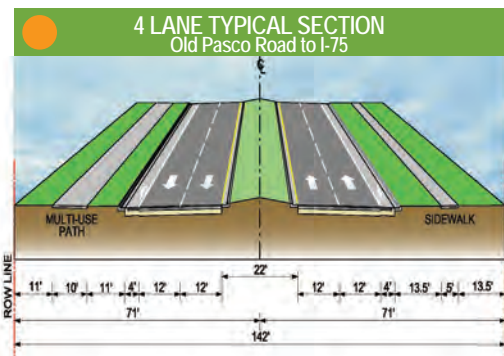 4 LANE TYPICAL SECTION
Old Pasco Road to I-75
℄
MULTI-USE
PATH
SIDEWALK
ROW LINE
22'
11' 10' 11' 4' 12' 12' 12' 12' 4' 13.5' 5' 13.5'
71' 71'
142'